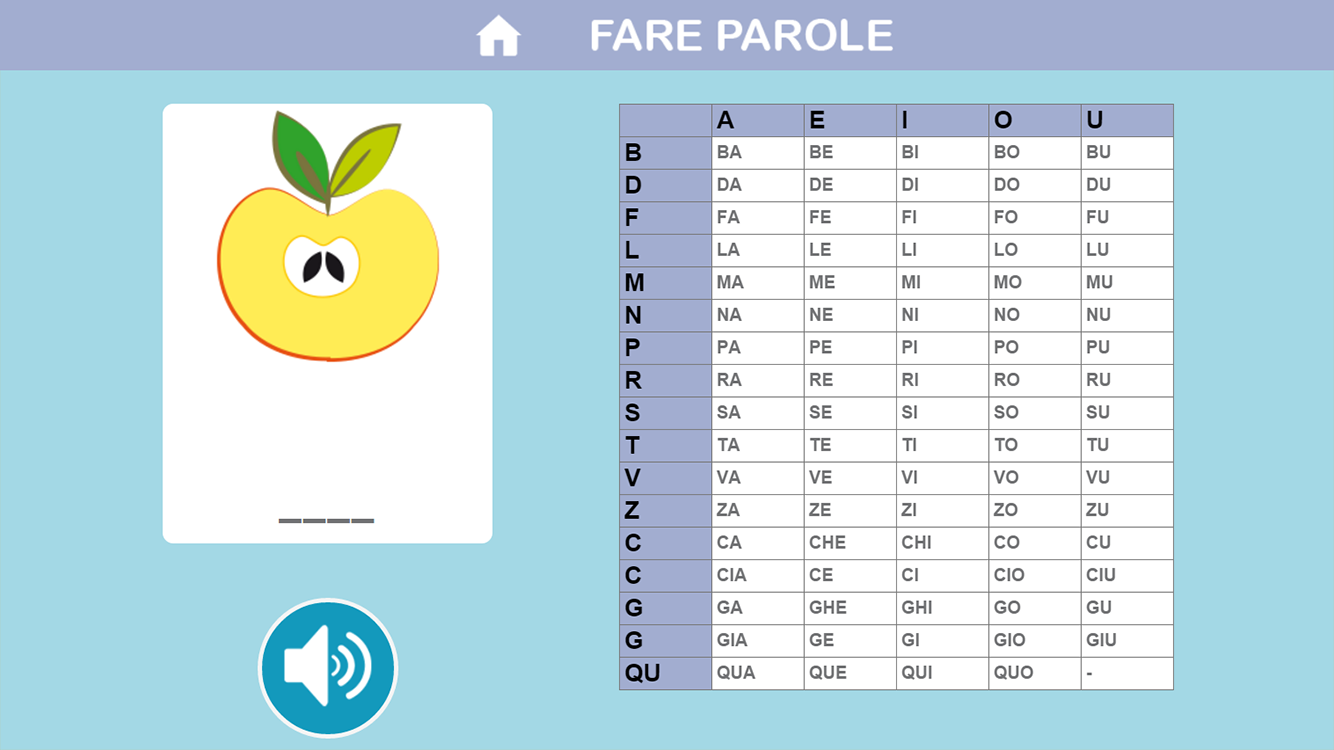 FARE PAROLE
A E I O U
B BA BE BI BO BU
D DA DE DI DO DU
F FA FE FI FO FU
L LA LE LI LO LU
M MA ME MI MO MU
N NA NE NI NO NU
P PA PE PI PO PU
R RA RE RI RO RU
S SA SE SI SO SU
T TA TE TI TO TU
V VA VE VI VO VU
Z ZA ZE ZI ZO ZU
C CA CHE CHI CO CU
C CIA CE CI CIO CIU
G GA GHE GHI GO GU
G GIA GE GI GIO GIU
QU QUA QUE QUI QUO -
____